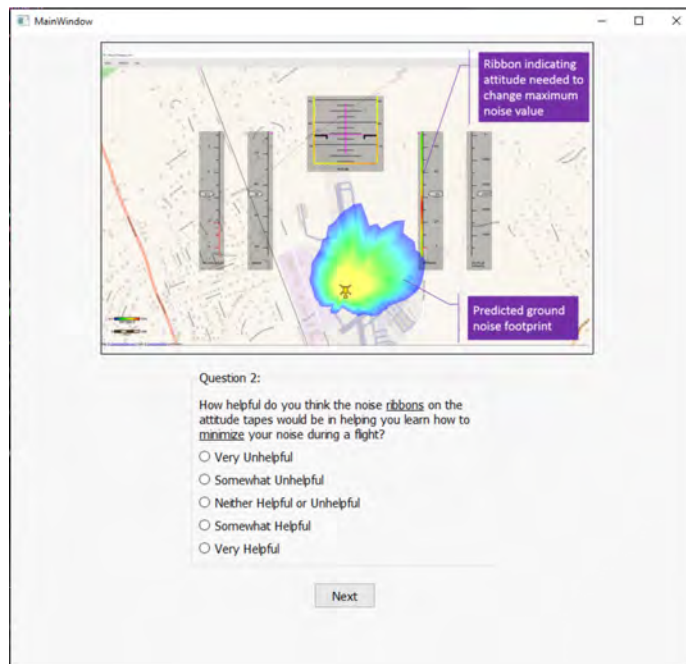 MainWindow
Ribbon indicating
attitude needed to
change maximum
noise value
Predicted ground
noise footprint
Question 2:
How helpful do you think the noise ribbons on the
attitude tapes would be in helping you learn how to
minimize your noise during a flight?
Very Unhelpful
Somewhat Unhelpful
Neither Helpful or Unhelpful
Somewhat Helpful
Very Helpful
Next